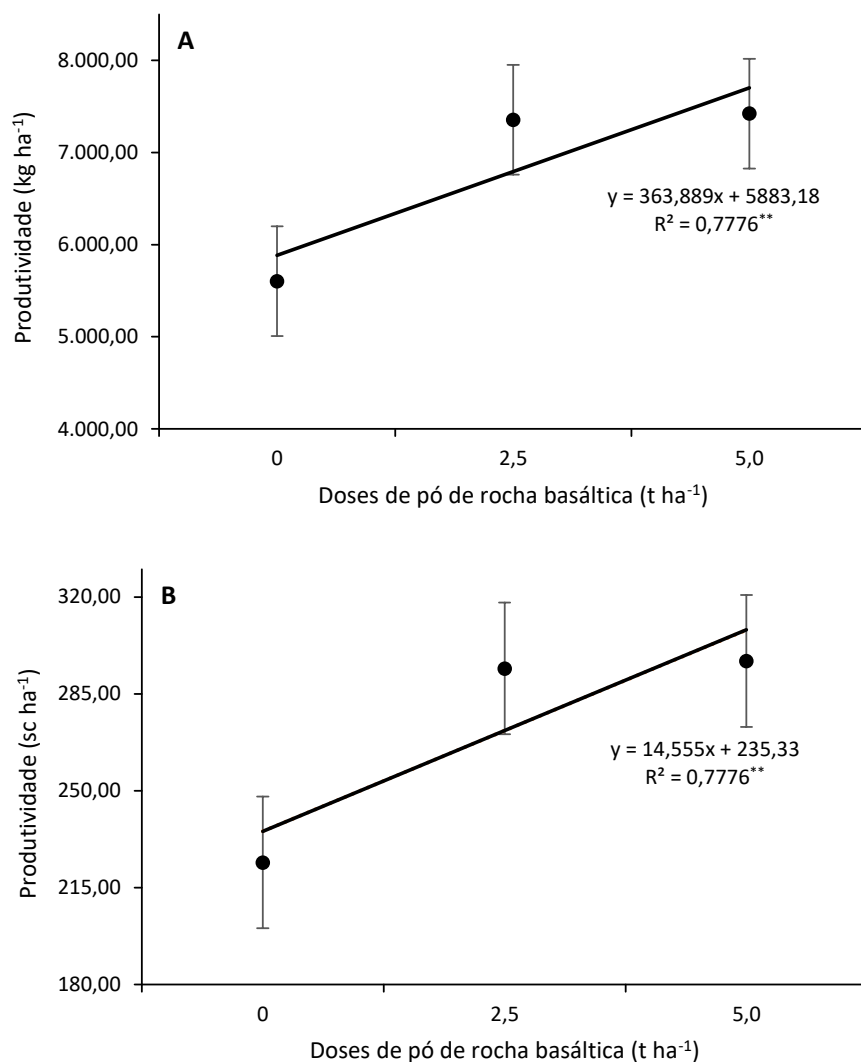 A
8.000,00
7.000,00
6.000,00
5.000,00
4.000,00
Produtividade (kg ha⁻¹)
y = 363,889x + 5883,18
R² = 0,7776**
0 2,5 5,0
Doses de pó de rocha basáltica (t ha⁻¹)
B
320,00
285,00
250,00
215,00
180,00
Produtividade (sc ha⁻¹)
y = 14,555x + 235,33
R² = 0,7776**
0 2,5 5,0
Doses de pó de rocha basáltica (t ha⁻¹)